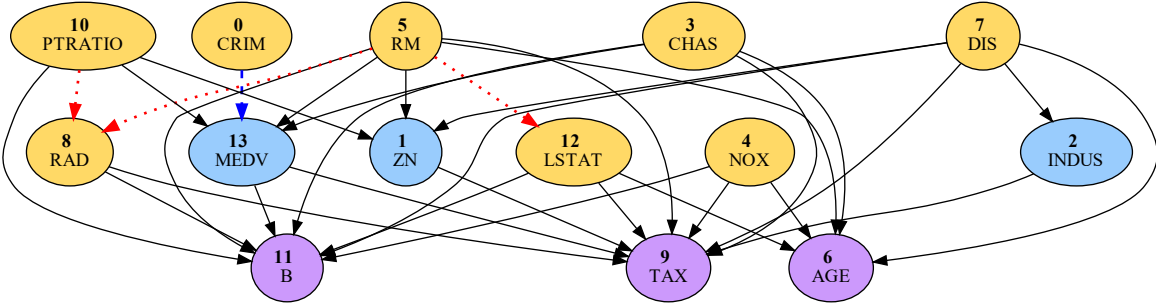 10
PTRATIO
0
CRIM
5
RM
3
CHAS
7
DIS
8
RAD
13
MEDV
1
ZN
12
LSTAT
4
NOX
2
INDUS
11
B
9
TAX
6
AGE